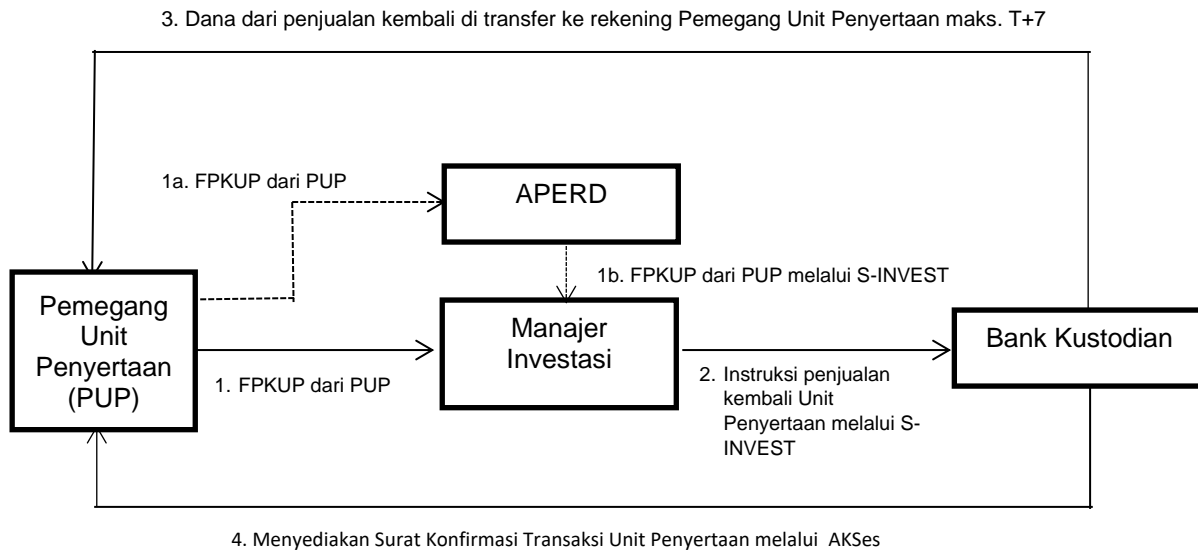 3. Dana dari penjualan kembali di transfer ke rekening Pemegang Unit Penyertaan maks. T+7
1a. FPKUP dari PUP
APERD
1b. FPKUP dari PUP melalui S-INVEST
Pemegang
Unit
Penyertaan
(PUP)
Manajer
Investasi
Bank Kustodian
1. FPKUP dari PUP
2. Instruksi penjualan
kembali Unit
Penyertaan melalui S-
INVEST
4. Menyediakan Surat Konfirmasi Transaksi Unit Penyertaan melalui AKSes